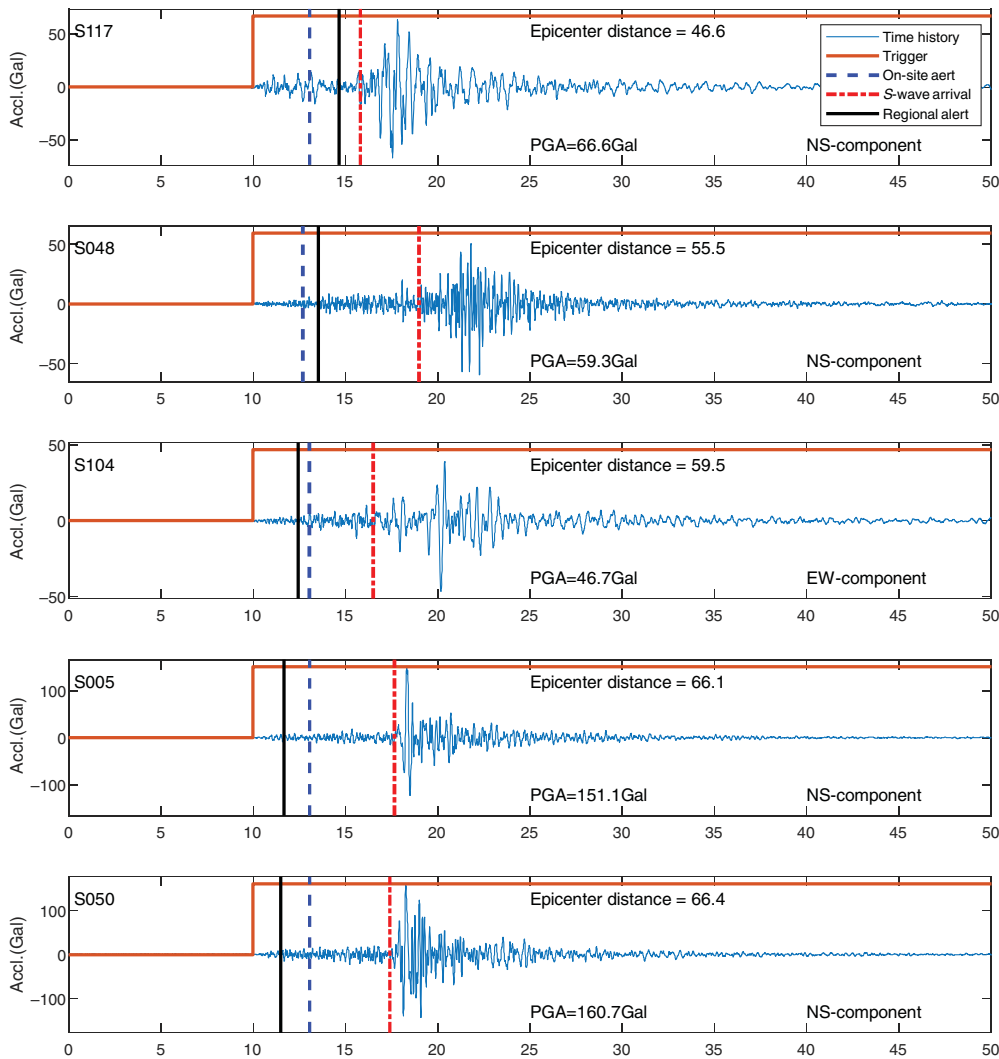 S117
Epicenter distance = 46.6
Time history
Trigger
On-site aert
S-wave arrival
Regional alert
PGA=66.6Gal
NS-component
Accl.(Gal)
50
0
−50
0 5 10 15 20 25 30 35 40 45 50
S048
Epicenter distance = 55.5
PGA=59.3Gal
NS-component
Accl.(Gal)
50
0
−50
0 5 10 15 20 25 30 35 40 45 50
S104
Epicenter distance = 59.5
PGA=46.7Gal
EW-component
Accl.(Gal)
50
0
−50
0 5 10 15 20 25 30 35 40 45 50
S005
Epicenter distance = 66.1
PGA=151.1Gal
NS-component
Accl.(Gal)
100
0
−100
0 5 10 15 20 25 30 35 40 45 50
S050
Epicenter distance = 66.4
PGA=160.7Gal
NS-component
Accl.(Gal)
100
0
−100
0 5 10 15 20 25 30 35 40 45 50